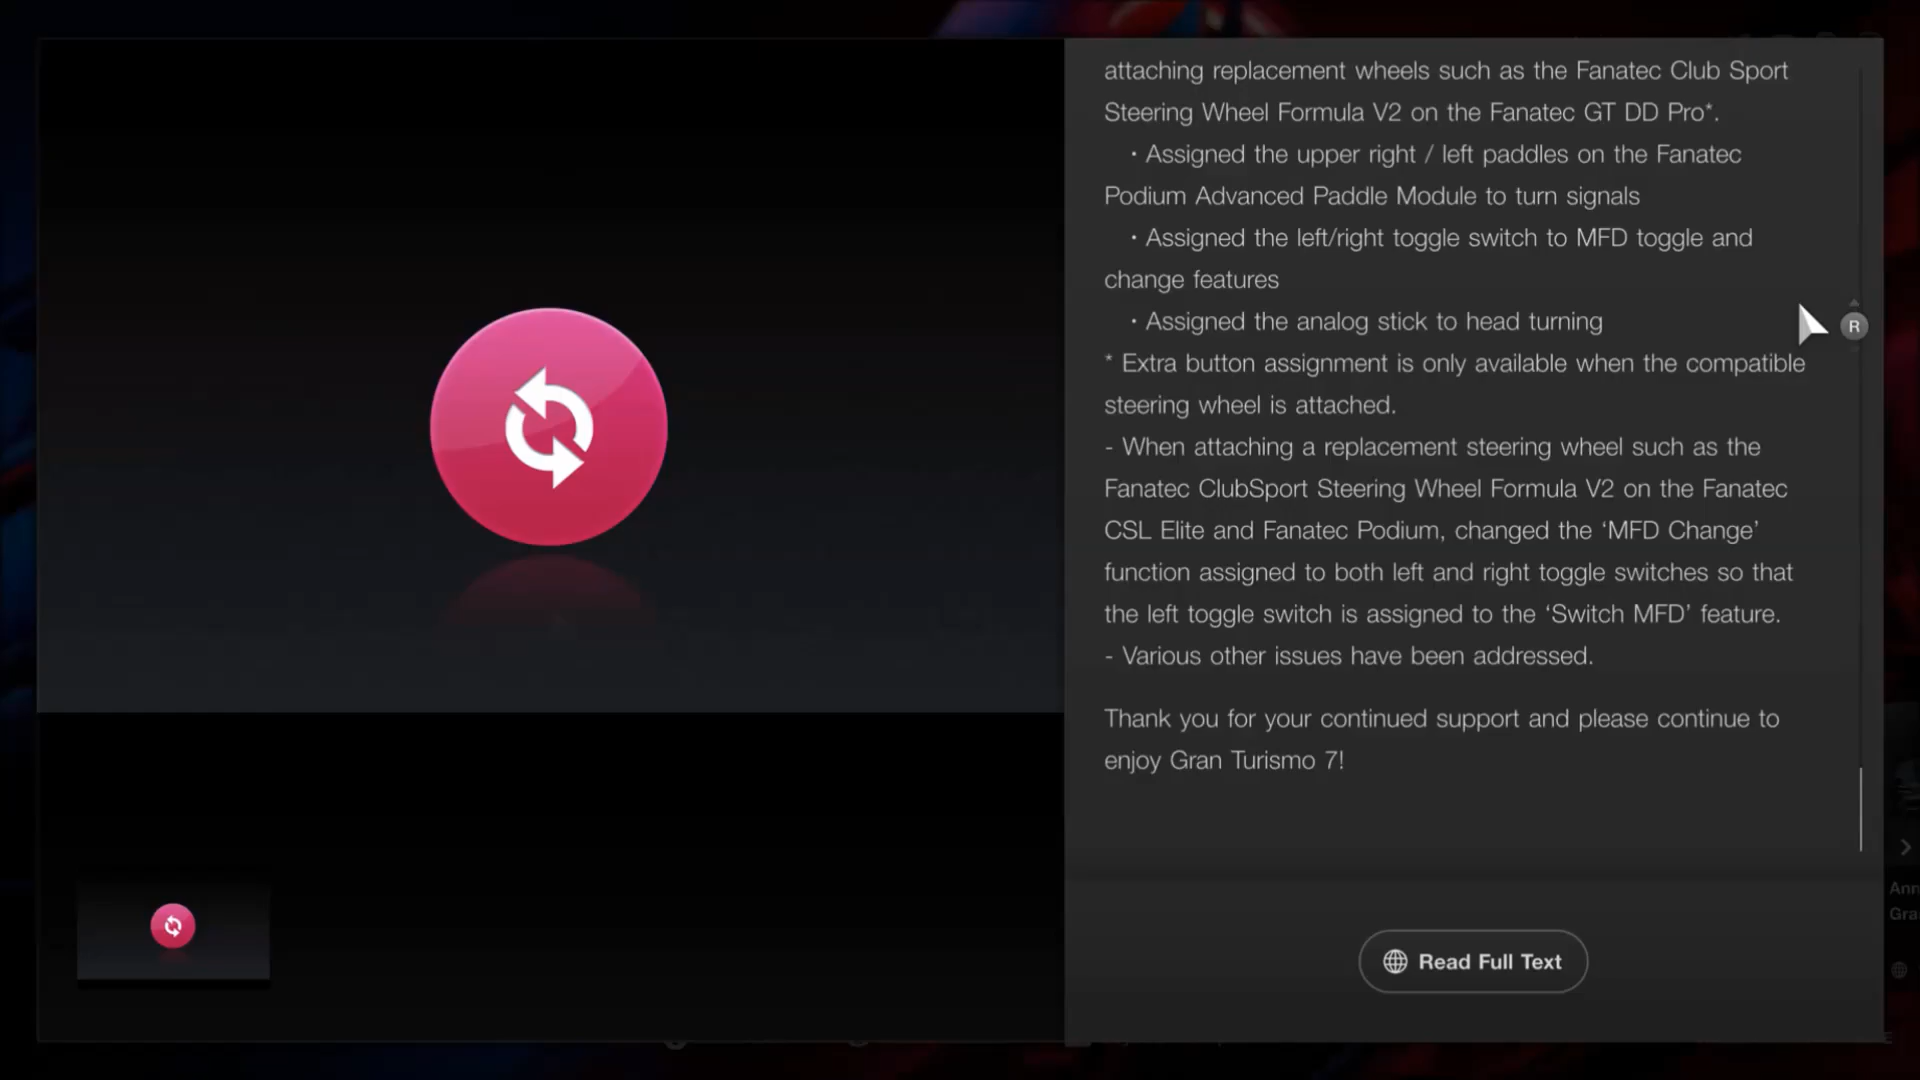 attaching replacement wheels such as the Fanatec Club Sport
Steering Wheel Formula V2 on the Fanatec GT DD Pro*.
・Assigned the upper right / left paddles on the Fanatec
Podium Advanced Paddle Module to turn signals
・Assigned the left/right toggle switch to MFD toggle and
change features
・Assigned the analog stick to head turning
R
* Extra button assignment is only available when the compatible
steering wheel is attached.
- When attaching a replacement steering wheel such as the
Fanatec ClubSport Steering Wheel Formula V2 on the Fanatec
CSL Elite and Fanatec Podium, changed the ‘MFD Change’
function assigned to both left and right toggle switches so that
the left toggle switch is assigned to the ‘Switch MFD’ feature.
- Various other issues have been addressed.
Thank you for your continued support and please continue to
enjoy Gran Turismo 7!
Ann
Gra
Read Full Text